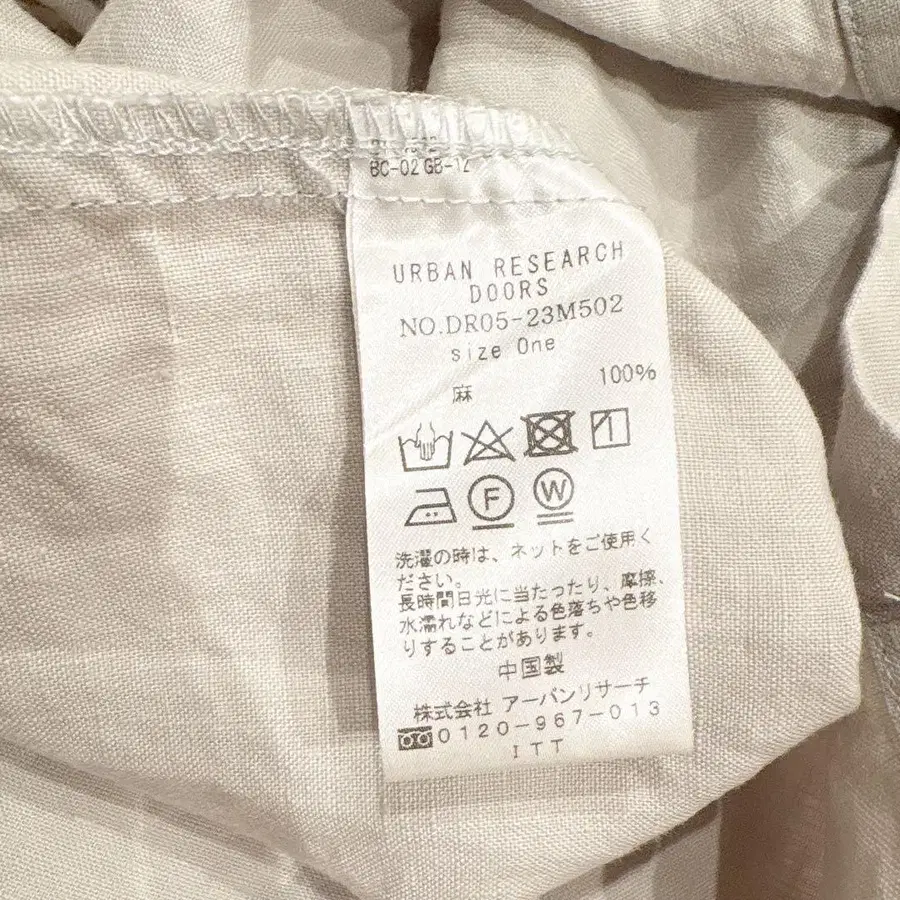 BC-02 GB-12
URBAN RESEARCH
DOORS
NO.DR05-23M502
size One
麻 100%
F W
洗濯の時は、ネットをご使用く
ださい。
長時間日光に当たったり、摩擦、
水濡れなどによる色落ちや色移
りすることがあります。
中国製
株式会社 アーバンリサーチ
0120-967-013
ITT